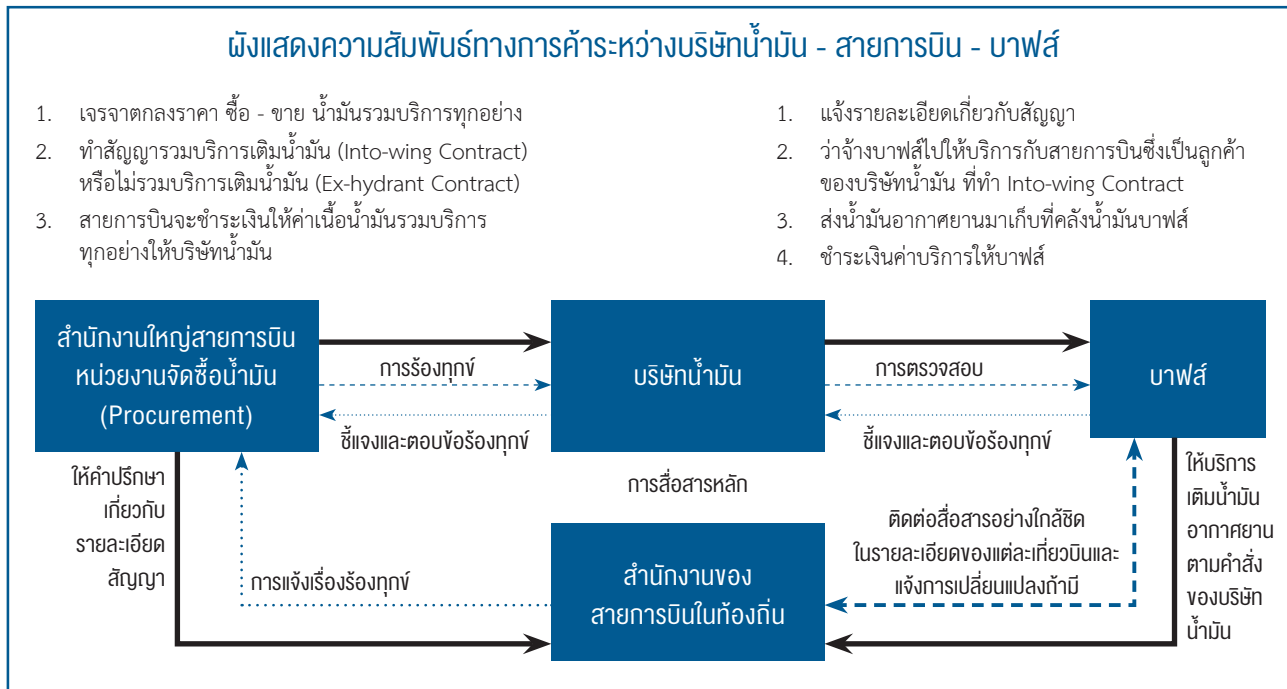 ผังแสดงความสัมพันธ์ทางการค้าระหว่างบริษัทน้ำมัน - สายการบิน - บาฟส์
1. เจรจาตกลงราคา ซื้อ - ขาย น้ำมันรวมบริการทุกอย่าง
2. ทำสัญญารวมบริการเติมน้ำมัน (Into-wing Contract)
หรือไม่รวมบริการเติมน้ำมัน (Ex-hydrant Contract)
3. สายการบินจะชำระเงินให้ค่าเนื้อน้ำมันรวมบริการ
ทุกอย่างให้บริษัทน้ำมัน
1. แจ้งรายละเอียดเกี่ยวกับสัญญา
2. ว่าจ้างบาฟส์ไปให้บริการกับสายการบินซึ่งเป็นลูกค้า
ของบริษัทน้ำมัน ที่ทำ Into-wing Contract
3. ส่งน้ำมันอากาศยานมาเก็บที่คลังน้ำมันบาฟส์
4. ชำระเงินค่าบริการให้บาฟส์
สำนักงานใหญ่สายการบิน
หน่วยงานจัดซื้อน้ำมัน
(Procurement)
การร้องทุกข์
ชี้แจงและตอบข้อร้องทุกข์
บริษัทน้ำมัน
การตรวจสอบ
ชี้แจงและตอบข้อร้องทุกข์
บาฟส์
ให้คำปรึกษา
เกี่ยวกับ
รายละเอียด
สัญญา
การสื่อสารหลัก
การแจ้งเรื่องร้องทุกข์
สำนักงานของ
สายการบินในท้องถิ่น
ติดต่อสื่อสารอย่างใกล้ชิด
ในรายละเอียดของแต่ละเที่ยวบินและ
แจ้งการเปลี่ยนแปลงถ้ามี
ให้บริการ
เติมน้ำมัน
อากาศยาน
ตามคำสั่ง
ของบริษัท
น้ำมัน